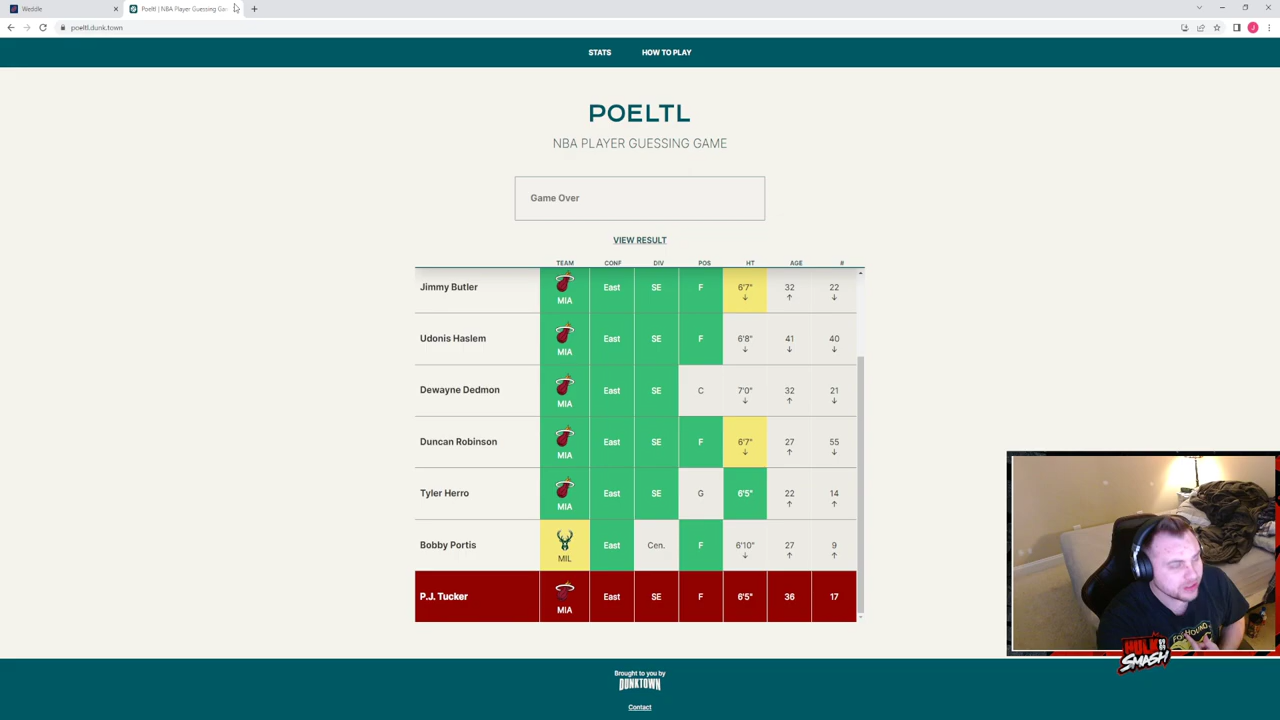 Weddle
Poeltl | NBA Player Guessing Ga
poeltl.dunk.town
J
STATS HOW TO PLAY
POELTL
NBA PLAYER GUESSING GAME
Game Over
VIEW RESULT
TEAM CONF DIV POS HT AGE #
Jimmy Butler MIA East SE F 6'7" ↓ 32 ↑ 22 ↓
Udonis Haslem MIA East SE F 6'8" ↓ 41 ↓ 40 ↓
Dewayne Dedmon MIA East SE C 7'0" ↓ 32 ↑ 21 ↓
Duncan Robinson MIA East SE F 6'7" ↓ 27 ↑ 55 ↓
Tyler Herro MIA East SE G 6'5" 22 ↑ 14 ↑
Bobby Portis MIL East Cen. F 6'10" ↓ 27 ↑ 9 ↑
P.J. Tucker MIA East SE F 6'5" 36 17
Brought to you by
DUNKTOWN
Contact
FOXHOUND
HULK
SMASH